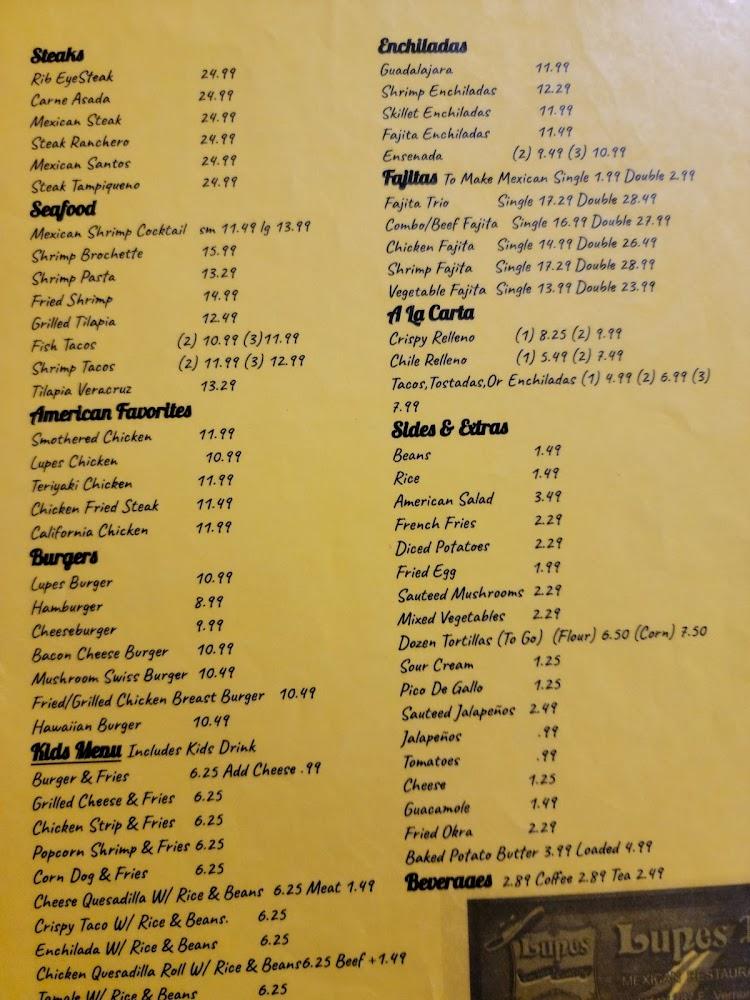 Steaks
Rib EyeSteak 24.99
Carne Asada 24.99
Mexican Steak 24.99
Steak Ranchero 24.99
Mexican Santos 24.99
Steak Tampiqueno 24.99
Seafood
Mexican Shrimp Cocktail sm 11.49 lg 13.99
Shrimp Brochette 15.99
Shrimp Pasta 13.29
Fried Shrimp 14.99
Grilled Tilapia 12.49
Fish Tacos (2) 10.99 (3)11.99
Shrimp Tacos (2) 11.99 (3) 12.99
Tilapia Veracruz 13.29
American Favorites
Smothered Chicken 11.99
Lupes Chicken 10.99
Teriyaki Chicken 11.99
Chicken Fried Steak 11.49
California Chicken 11.99
Burgers
Lupes Burger 10.99
Hamburger 8.99
Cheeseburger 9.99
Bacon Cheese Burger 10.99
Mushroom Swiss Burger 10.49
Fried/Grilled Chicken Breast Burger 10.49
Hawaiian Burger 10.49
Kids Menu Includes Kids Drink
Burger & Fries 6.25 Add Cheese .99
Grilled Cheese & Fries 6.25
Chicken Strip & Fries 6.25
Popcorn Shrimp & Fries 6.25
Corn Dog & Fries 6.25
Cheese Quesadilla W/ Rice & Beans 6.25 Meat 1.49
Crispy Taco W/ Rice & Beans. 6.25
Enchilada W/ Rice & Beans 6.25
Chicken Quesadilla Roll W/ Rice & Beans6.25 Beef +1.49
Tamale W/ Rice & Beans 6.25
Enchiladas
Guadalajara 11.99
Shrimp Enchiladas 12.29
Skillet Enchiladas 11.99
Fajita Enchiladas 11.49
Ensenada (2) 9.49 (3) 10.99
Fajitas To Make Mexican Single 1.99 Double 2.99
Fajita Trio Single 17.29 Double 28.49
Combo/Beef Fajita Single 16.99 Double 27.99
Chicken Fajita Single 14.99 Double 26.49
Shrimp Fajita Single 17.29 Double 28.99
Vegetable Fajita Single 13.99 Double 23.99
A La Carta
Crispy Relleno (1) 8.25 (2) 9.99
Chile Relleno (1) 5.49 (2) 7.49
Tacos,Tostadas,Or Enchiladas (1) 4.99 (2) 6.99 (3)
7.99
Sides & Extras
Beans 1.49
Rice 1.49
American Salad 3.49
French Fries 2.29
Diced Potatoes 2.29
Fried Egg 1.99
Sauteed Mushrooms 2.29
Mixed Vegetables 2.29
Dozen Tortillas (To Go) (Flour) 6.50 (Corn) 7.50
Sour Cream 1.25
Pico De Gallo 1.25
Sauteed Jalapeños 2.49
Jalapeños .99
Tomatoes .99
Cheese 1.25
Guacamole 1.49
Fried Okra 2.29
Baked Potato Butter 3.99 Loaded 4.99
Beverages 2.89 Coffee 2.89 Tea 2.49
Lupes
Lupes
MEXICAN RESTAURA